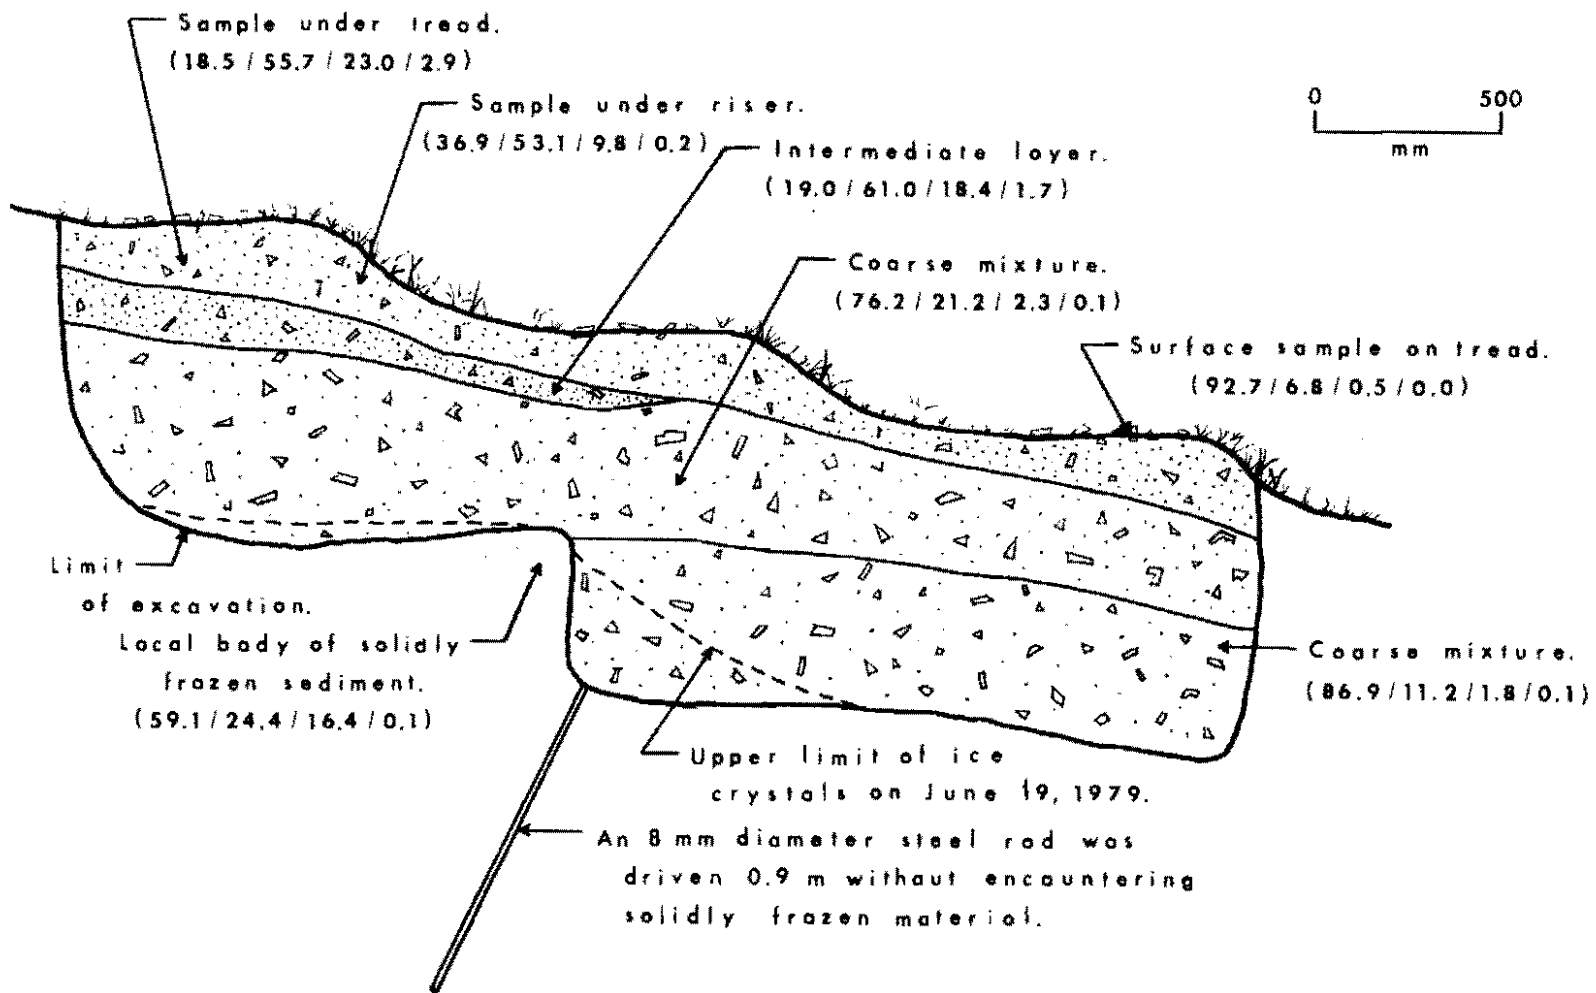 Sample under tread.
(18.5 / 55.7 / 23.0 / 2.9)
Sample under riser.
(36.9 / 53.1 / 9.8 / 0.2)
0 500
mm
Intermediate loyer.
(19.0 / 61.0 / 18.4 / 1.7)
Coarse mixture.
(76.2 / 21.2 / 2.3 / 0.1)
Surface sample on tread.
(92.7 / 6.8 / 0.5 / 0.0)
Limit
of excavation.
Local body of solidly
frozen sediment.
(59.1 / 24.4 / 16.4 / 0.1)
Coarse mixture.
(86.9 / 11.2 / 1.8 / 0.1)
Upper limit of ice
crystals on June 19, 1979.
An 8 mm diameter steel rod was
driven 0.9 m without encountering
solidly frozen material.